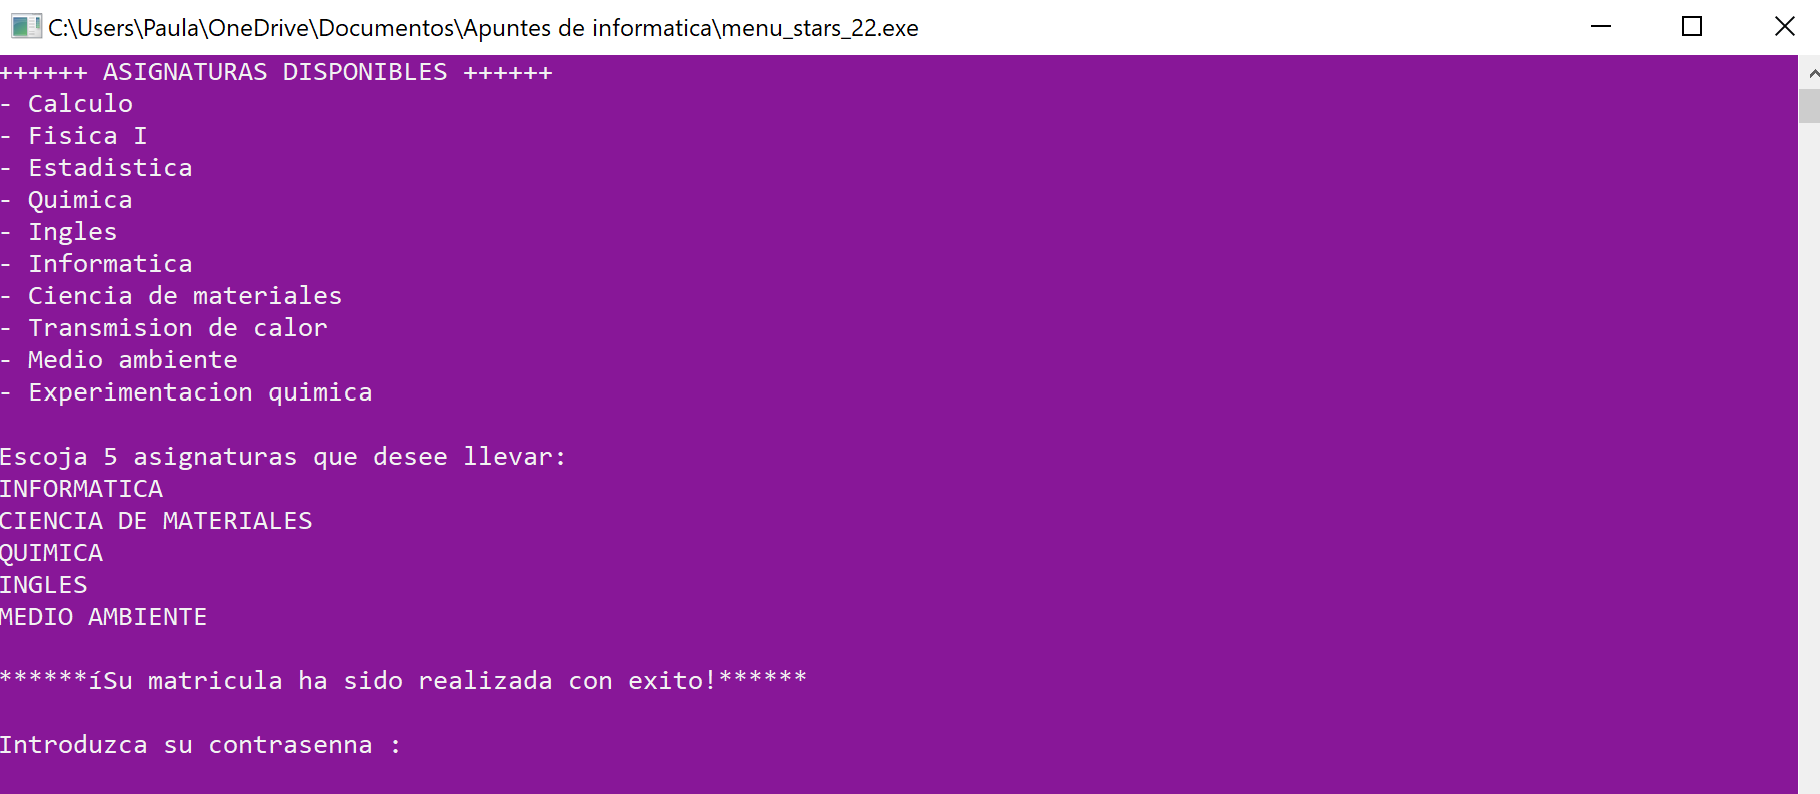 C:\Users\Paula\OneDrive\Documentos\Apuntes de informatica\menu_stars_22.exe
++++++ ASIGNATURAS DISPONIBLES ++++++
- Calculo
- Fisica I
- Estadistica
- Quimica
- Ingles
- Informatica
- Ciencia de materiales
- Transmision de calor
- Medio ambiente
- Experimentacion quimica
Escoja 5 asignaturas que desee llevar:
INFORMATICA
CIENCIA DE MATERIALES
QUIMICA
INGLES
MEDIO AMBIENTE
******íSu matricula ha sido realizada con exito!******
Introduzca su contrasenna :